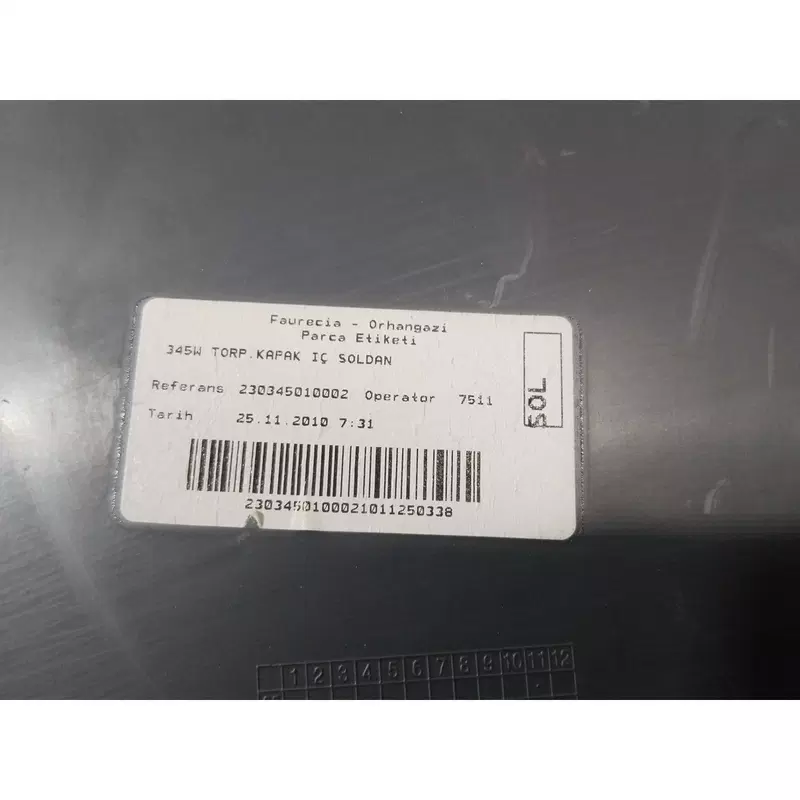 Faurecia - Orhangazi
Parca Etiketi
345W TORP.KAPAK IÇ SOLDAN
Referans 230345010002 Operator 7511
Tarih 25.11.2010 7:31
SOL
2303450100021011250338
1 2 3 4 5 6 7 8 9 10 11 12